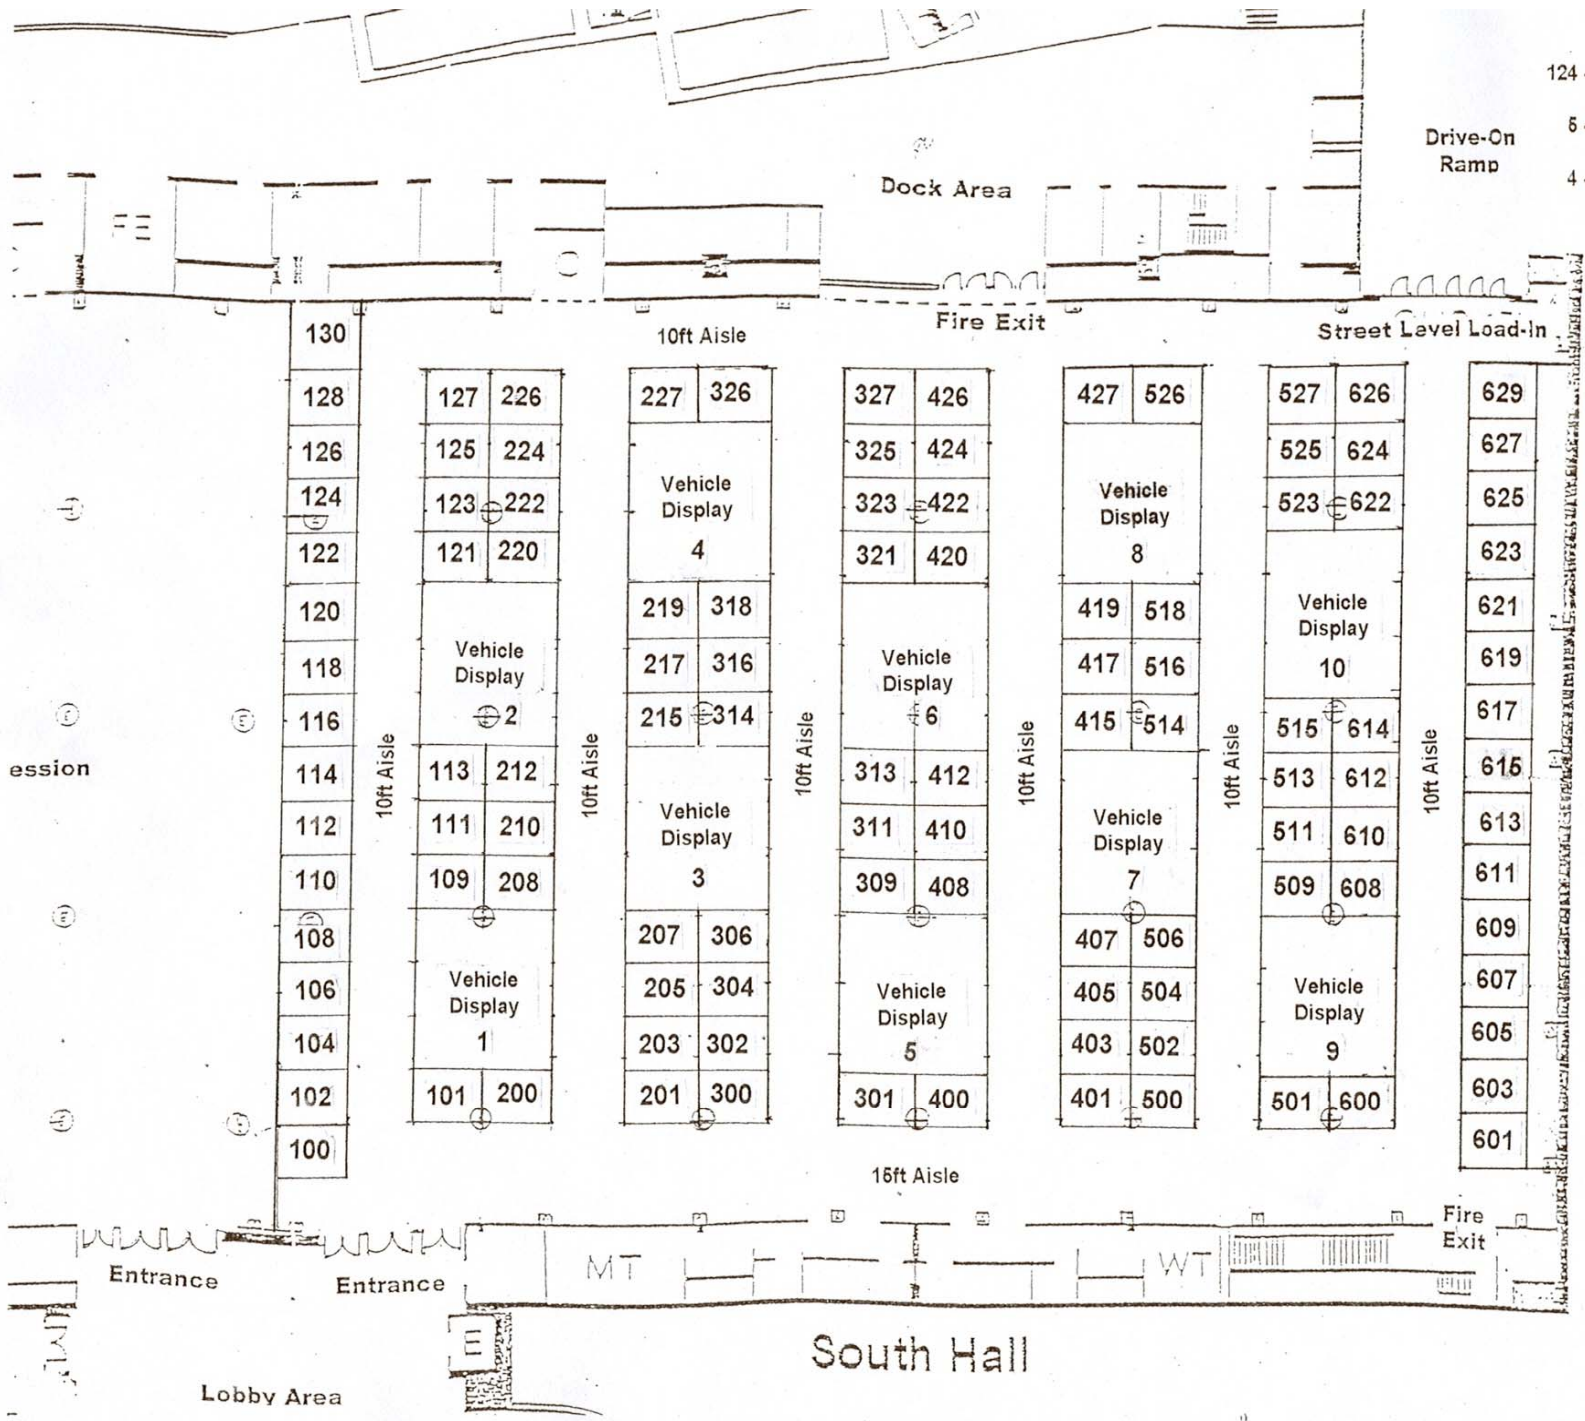 124
5
Drive-On
Ramp
4
Dock Area
FE
C
Fire Exit
Street Level Load-In
10ft Aisle
130
128
127 226
227 326
327 426
427 526
527 626
629
126
125 224
325 424
525 624
627
Vehicle
Display
4
Vehicle
Display
8
124
123 222
323 422
523 622
625
122
121 220
321 420
623
120
219 318
419 518
Vehicle
Display
10
621
118
Vehicle
Display
2
217 316
Vehicle
Display
6
417 516
619
116
215 314
415 514
515 614
617
ession
10ft Aisle
10ft Aisle
10ft Aisle
10ft Aisle
10ft Aisle
10ft Aisle
114
113 212
313 412
513 612
615
112
111 210
Vehicle
Display
3
311 410
Vehicle
Display
7
511 610
613
110
109 208
309 408
509 608
611
108
207 306
407 506
609
106
Vehicle
Display
1
205 304
Vehicle
Display
5
405 504
Vehicle
Display
9
607
104
203 302
403 502
605
102
101 200
201 300
301 400
401 500
501 600
603
100
601
15ft Aisle
Fire
Exit
Entrance
Entrance
MT
WT
E
South Hall
Lobby Area